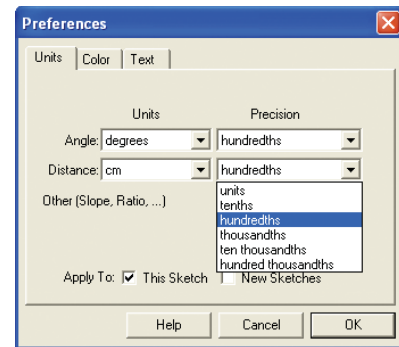 Preferences
Units Color Text
Units Precision
Angle: degrees hundredths
Distance: cm hundredths
Other (Slope, Ratio, ...)
units
tenths
hundredths
thousandths
ten thousandths
hundred thousandths
Apply To: This Sketch New Sketches
Help Cancel OK